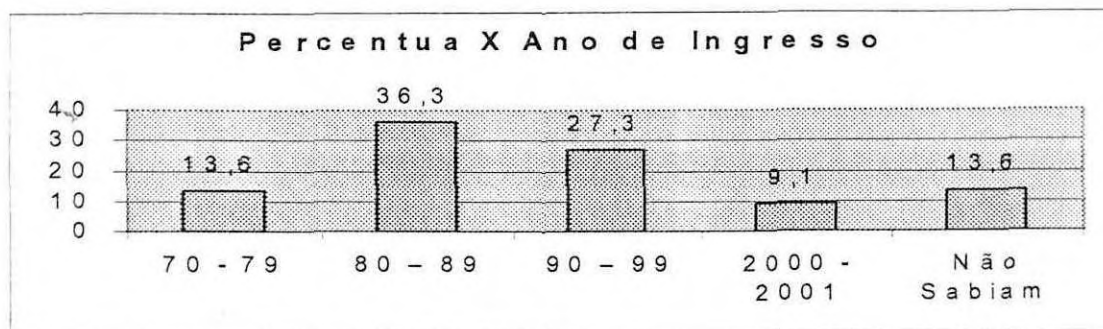 Percentua X Ano de Ingresso
36,3
40
30
27,3
20
13,6
13,6
9,1
10
0
70-79
80 – 89
90 – 99
2000 -
2001
Não
Sabiam